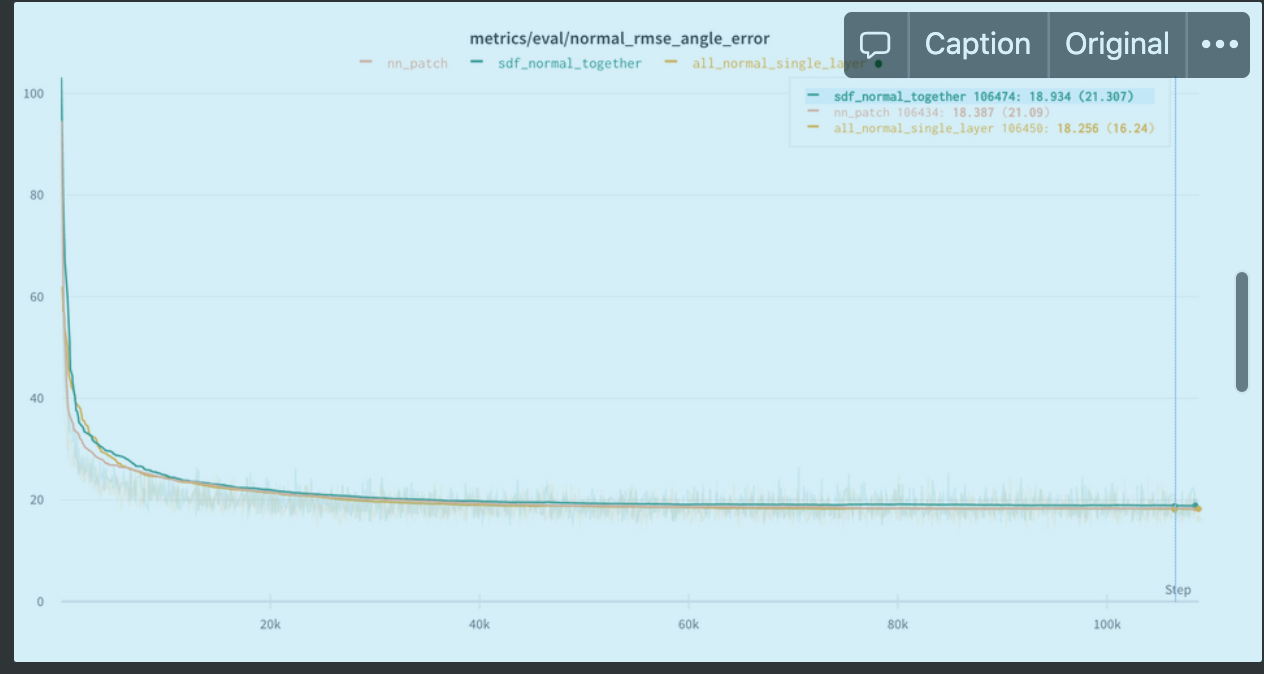 Caption Original
metrics/eval/normal_rmse_angle_error
nn_patch sdf_normal_together all_normal_single_layer
sdf_normal_together 106474: 18.934 (21.307)
nn_patch 106434: 18.387 (21.09)
all_normal_single_layer 106450: 18.256 (16.24)
100
80
60
40
20
0
Step
20k 40k 60k 80k 100k